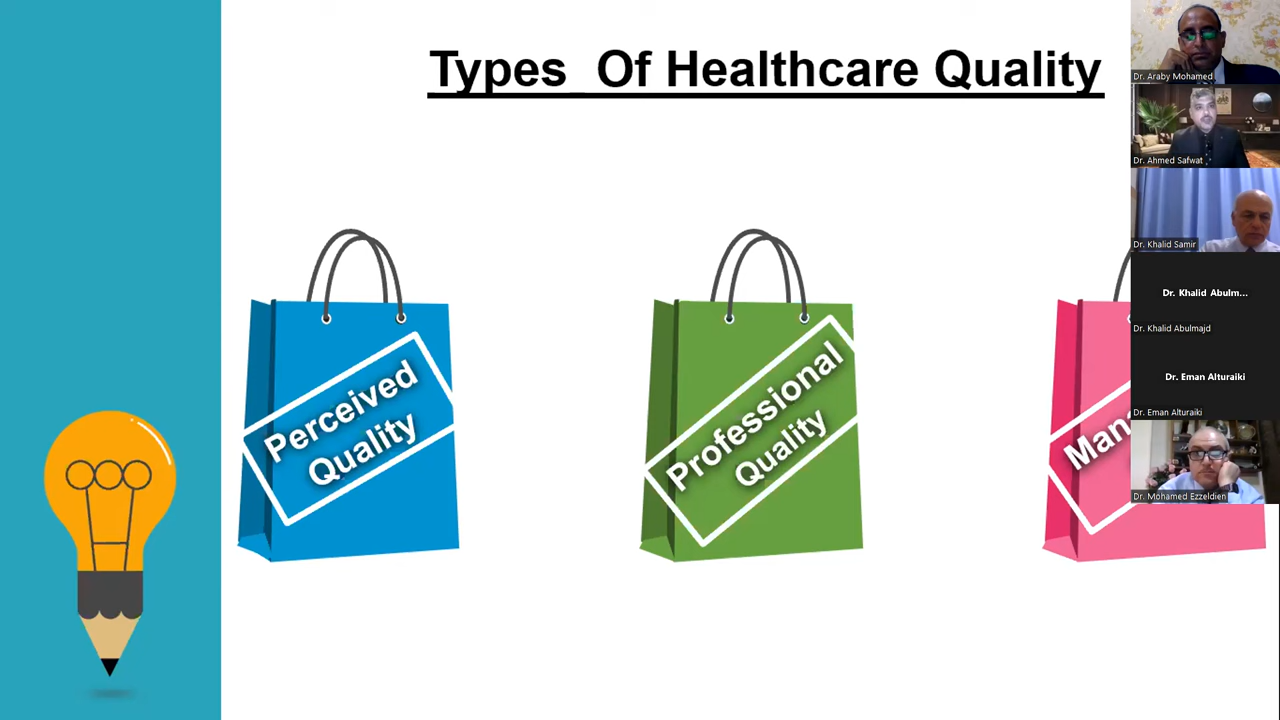 Types Of Healthcare Quality
Perceived
Quality
Professional
Quality
Dr. Araby Mohamed
Dr. Ahmed Safwat
Dr. Khalid Samir
Dr. Khalid Abulm...
Dr. Khalid Abulmajd
Dr. Eman Alturaiki
Dr. Eman Alturaiki
Dr. Mohamed Ezzeldien